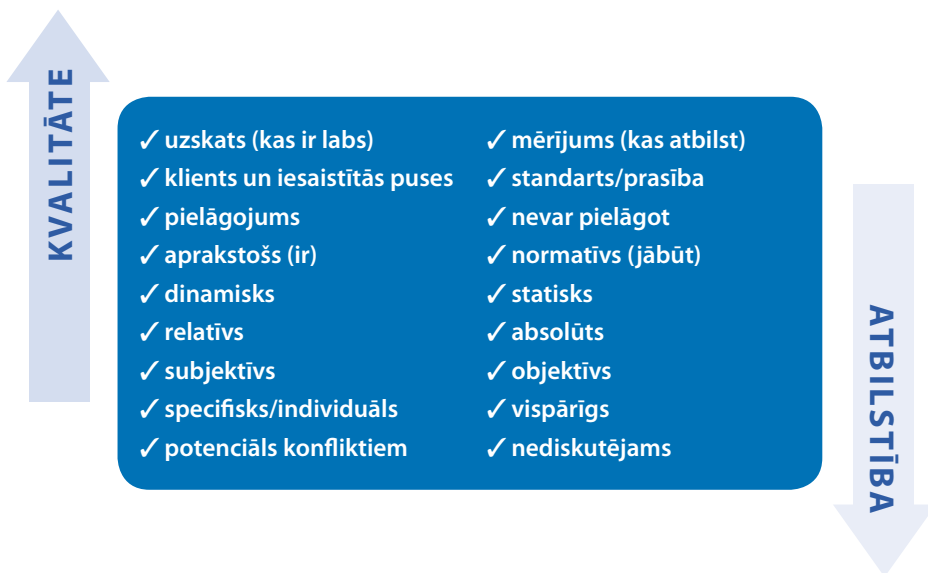 KVALITĀTE
✓ uzskats (kas ir labs)
✓ klients un iesaistītās puses
✓ pielāgojums
✓ aprakstošs (ir)
✓ dinamisks
✓ relatīvs
✓ subjektīvs
✓ specifisks/individuāls
✓ potenciāls konfliktiem
✓ mērījums (kas atbilst)
✓ standarts/prasība
✓ nevar pielāgot
✓ normatīvs (jābūt)
✓ statisks
✓ absolūts
✓ objektīvs
✓ vispārīgs
✓ nediskutējams
ATBILSTĪBA